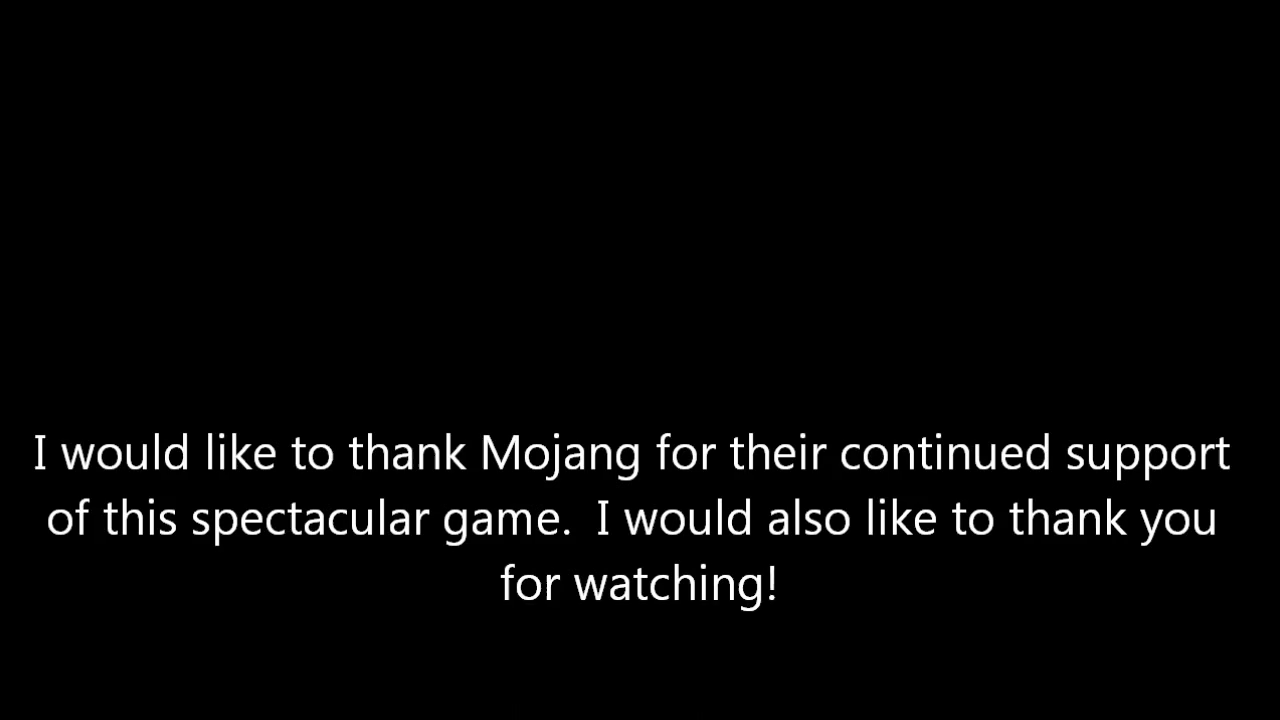 I would like to thank Mojang for their continued support
of this spectacular game.  I would also like to thank you
for watching!